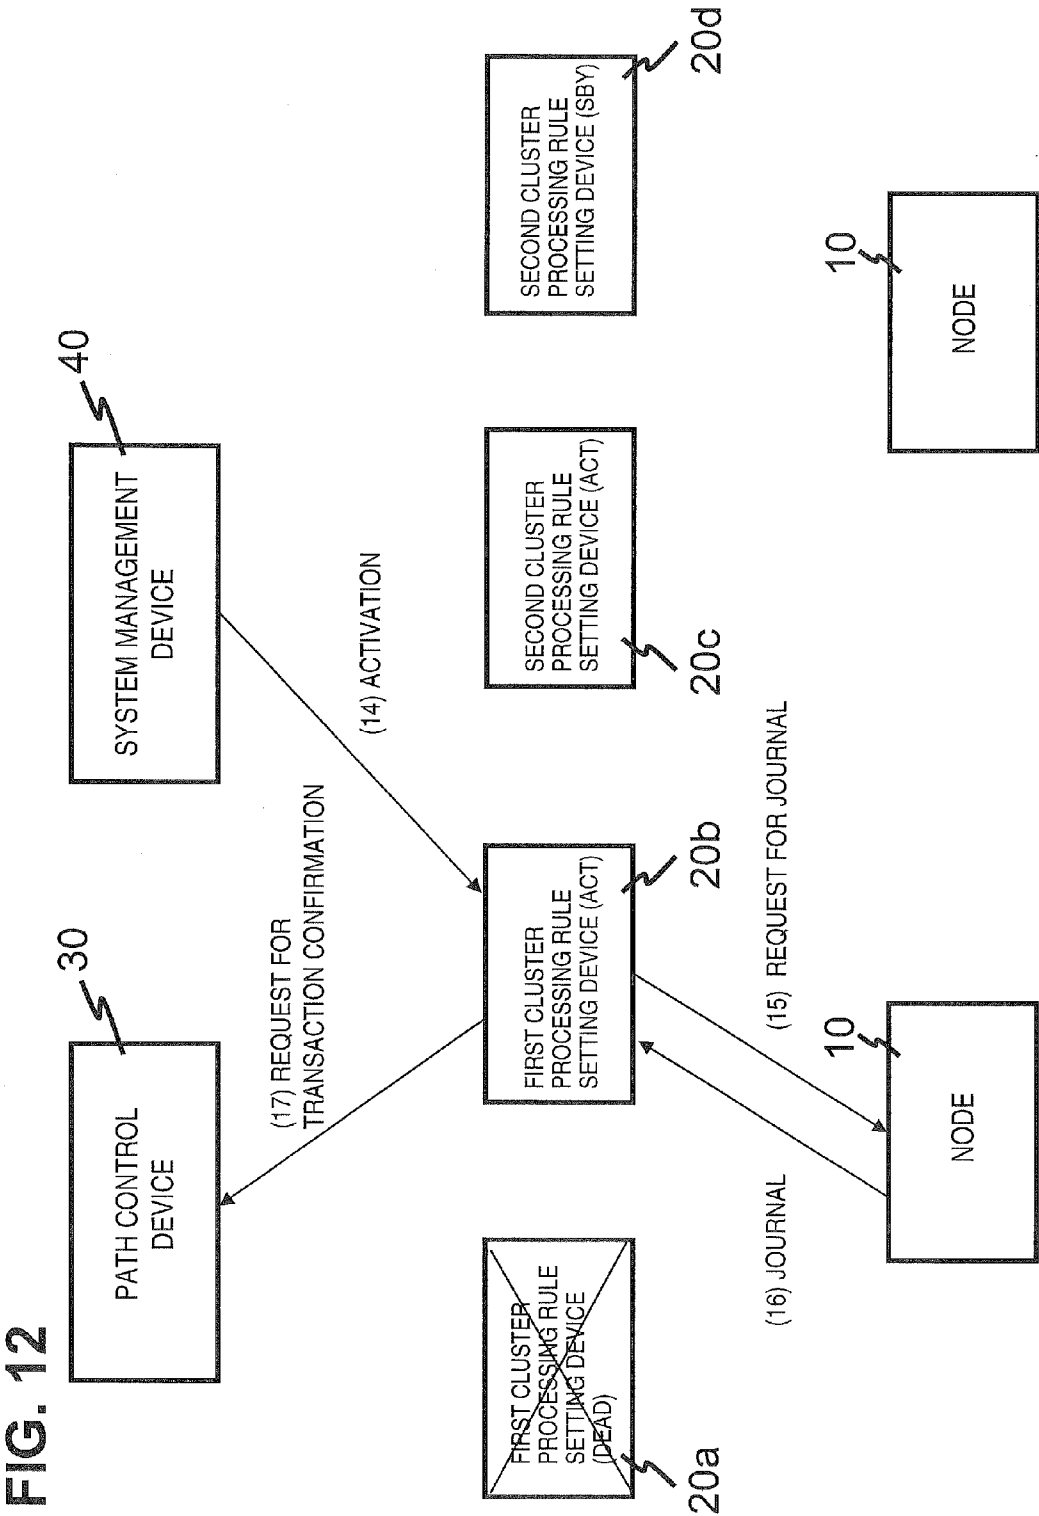 FIG. 12
30
PATH CONTROL
DEVICE
40
SYSTEM MANAGEMENT
DEVICE
(17) REQUEST FOR
TRANSACTION CONFIRMATION
(14) ACTIVATION
FIRST CLUSTER
PROCESSING RULE
SETTING DEVICE
(DEAD)
20a
FIRST CLUSTER
PROCESSING RULE
SETTING DEVICE (ACT)
20b
SECOND CLUSTER
PROCESSING RULE
SETTING DEVICE (ACT)
20c
SECOND CLUSTER
PROCESSING RULE
SETTING DEVICE (SBY)
20d
(16) JOURNAL
(15) REQUEST FOR JOURNAL
10
NODE
10
NODE